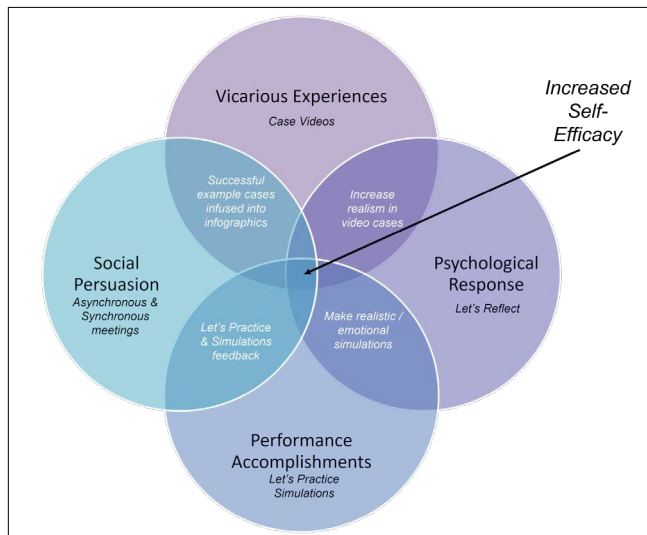 Vicarious Experiences
Case Videos
Increased
Self-
Efficacy
Successful
example cases
infused into
infographics
Increase
realism in
video cases
Social
Persuasion
Asynchronous &
Synchronous
meetings
Psychological
Response
Let's Reflect
Let's Practice
& Simulations
feedback
Make realistic /
emotional
simulations
Performance
Accomplishments
Let's Practice
Simulations